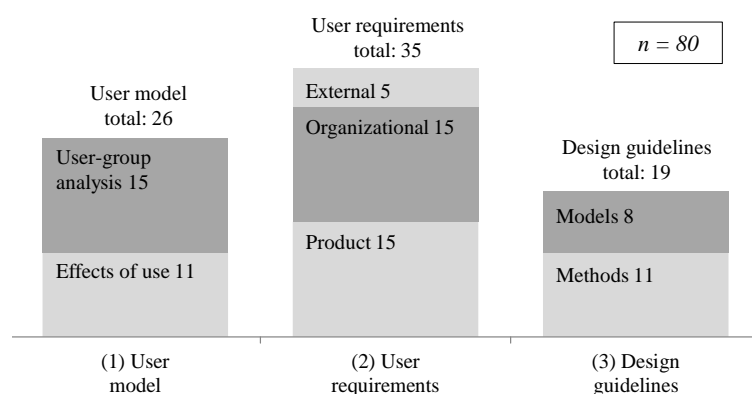 User requirements
total: 35
n = 80
External 5
User model
total: 26
Organizational 15
User-group
analysis 15
Design guidelines
total: 19
Models 8
Product 15
Effects of use 11
Methods 11
(1) User
model
(2) User
requirements
(3) Design
guidelines